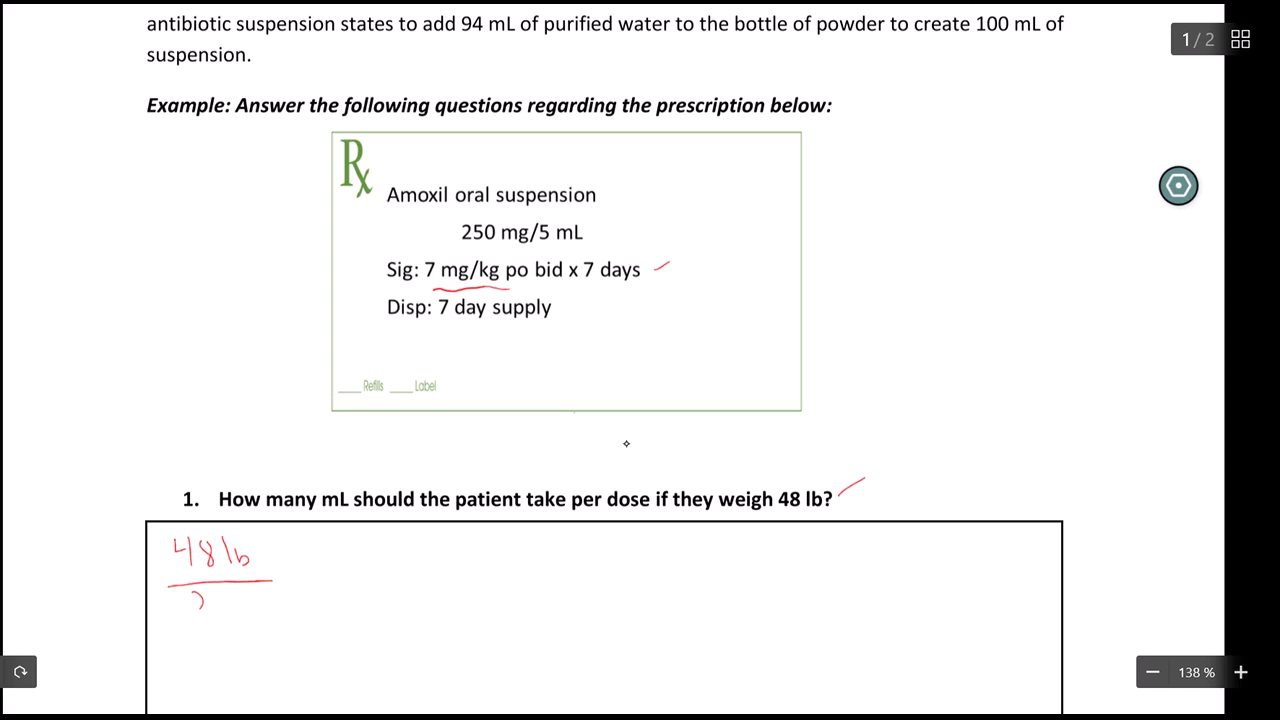 antibiotic suspension states to add 94 mL of purified water to the bottle of powder to create 100 mL of
suspension.
1 / 2
Example: Answer the following questions regarding the prescription below:
Rx
Amoxil oral suspension
250 mg/5 mL
Sig: 7 mg/kg po bid x 7 days
Disp: 7 day supply
____ Refills ____ Label
1. How many mL should the patient take per dose if they weigh 48 lb?
48 lb
138 %